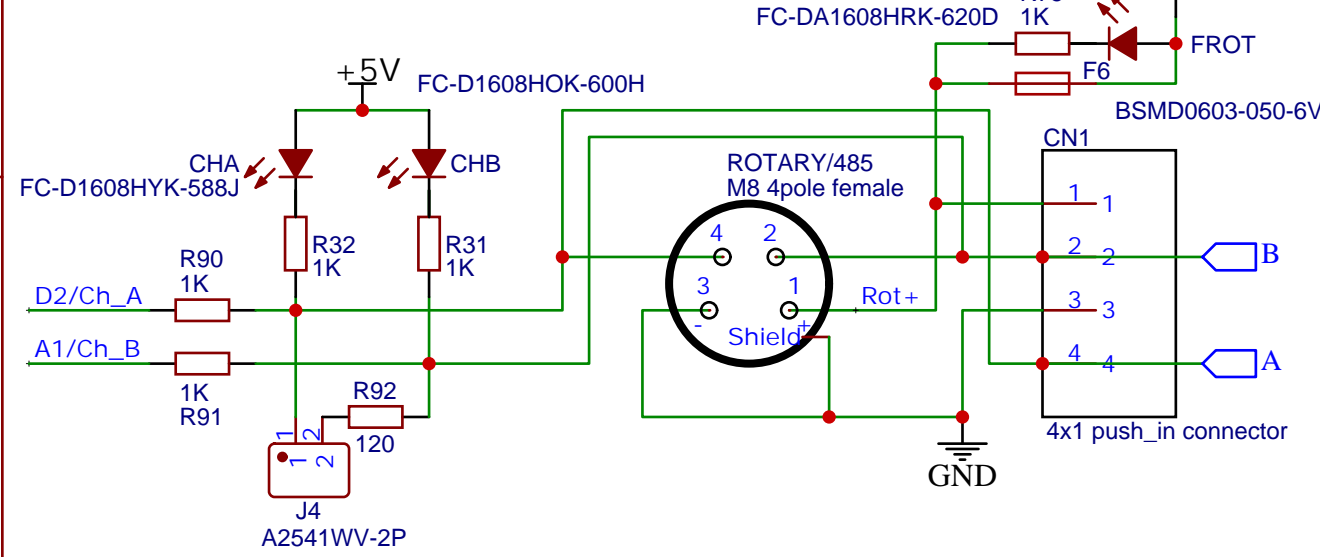 FC-DA1608HRK-620D
1K
FROT
F6
BSMD0603-050-6V
+5V
FC-D1608HOK-600H
CHA
FC-D1608HYK-588J
CHB
R32
1K
R31
1K
R90
1K
D2/Ch_A
A1/Ch_B
1K
R91
R92
120
1
2
1
2
J4
A2541WV-2P
ROTARY/485
M8 4pole female
4
2
3
1
-
+
Shield
Rot+
CN1
1
1
2
2
3
3
4
4
B
A
4x1 push_in connector
GND